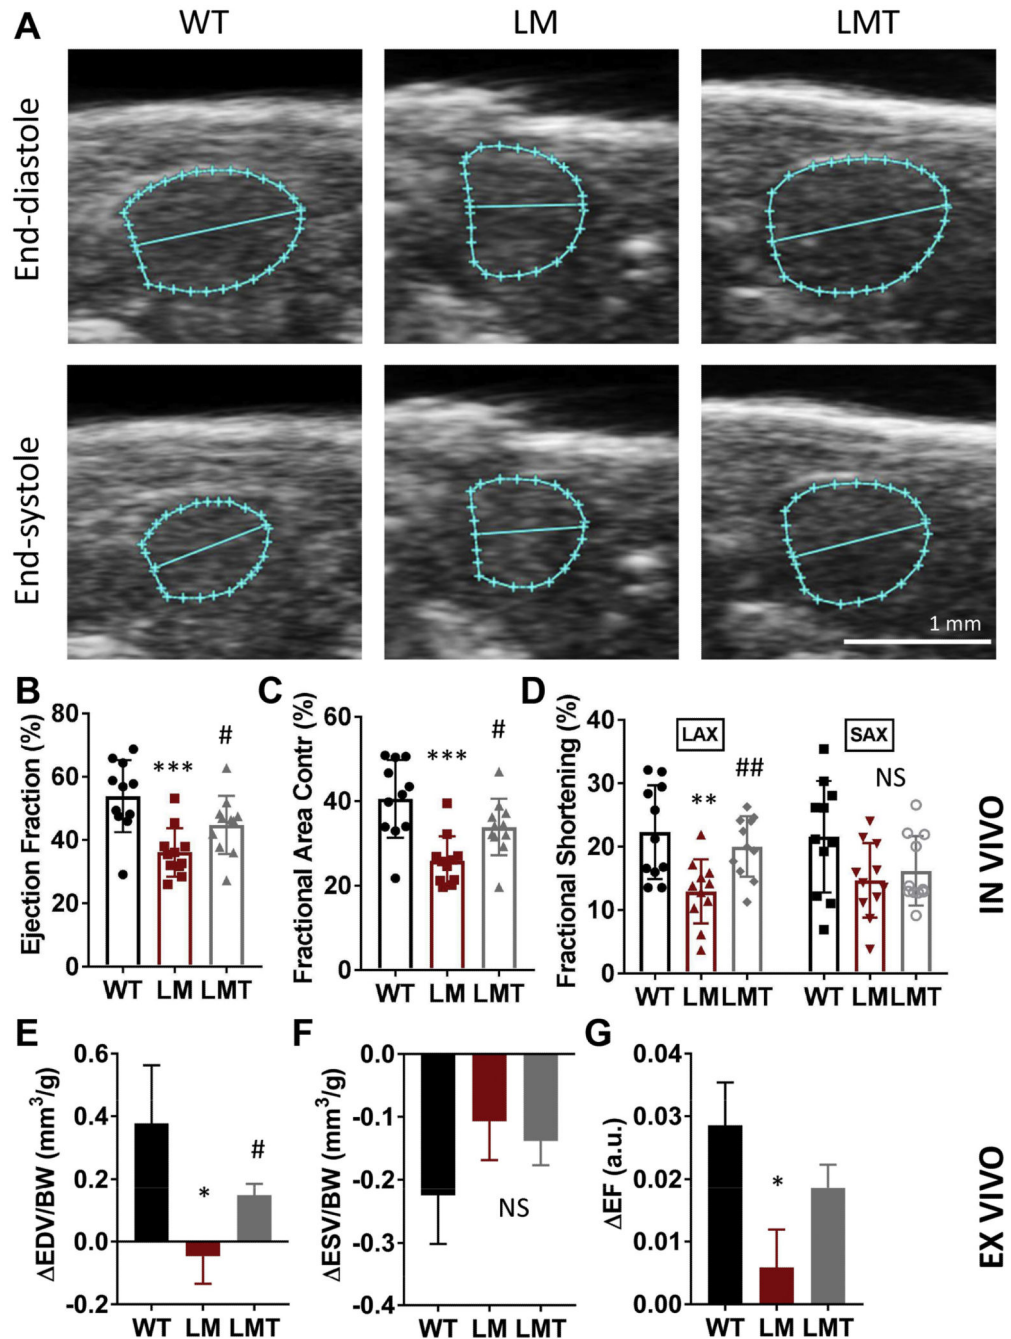 A
WT
LM
LMT
End-diastole
End-systole
1 mm
B
Ejection Fraction (%)
80
60
40
20
0
***
#
WT
LM
LMT
C
Fractional Area Contr (%)
60
40
20
0
***
#
WT
LM
LMT
D
Fractional Shortening (%)
40
30
20
10
0
LAX
SAX
**
##
NS
WT
LM
LMT
WT
LM
LMT
IN VIVO
E
ΔEDV/BW (mm³/g)
0.6
0.4
0.2
0.0
-0.2
*
#
WT
LM
LMT
F
ΔESV/BW (mm³/g)
0.0
-0.1
-0.2
-0.3
-0.4
NS
WT
LM
LMT
G
ΔEF (a.u.)
0.04
0.03
0.02
0.01
0.00
*
WT
LM
LMT
EX VIVO